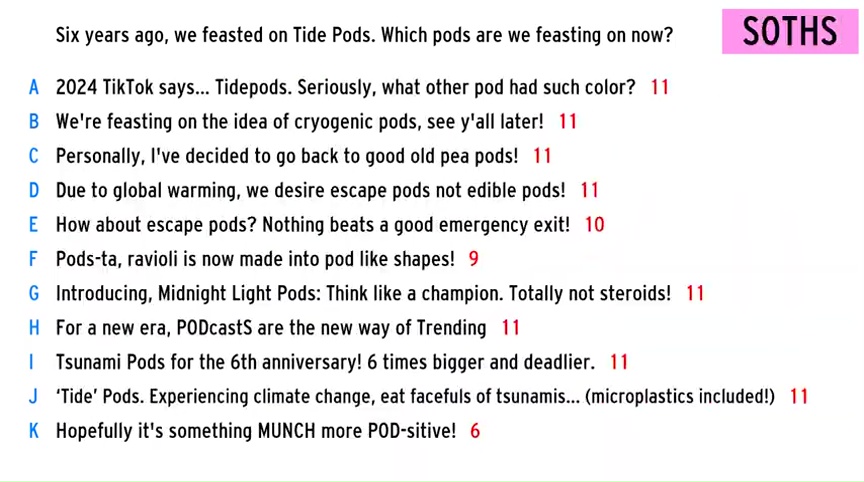 Six years ago, we feasted on Tide Pods. Which pods are we feasting on now?
SOTHS
A 2024 TikTok says... Tidepods. Seriously, what other pod had such color? 11
B We're feasting on the idea of cryogenic pods, see y'all later! 11
C Personally, I've decided to go back to good old pea pods! 11
D Due to global warming, we desire escape pods not edible pods! 11
E How about escape pods? Nothing beats a good emergency exit! 10
F Pods-ta, ravioli is now made into pod like shapes! 9
G Introducing, Midnight Light Pods: Think like a champion. Totally not steroids! 11
H For a new era, PODcastS are the new way of Trending 11
I Tsunami Pods for the 6th anniversary! 6 times bigger and deadlier. 11
J ‘Tide’ Pods. Experiencing climate change, eat facefuls of tsunamis... (microplastics included!) 11
K Hopefully it's something MUNCH more POD-sitive! 6